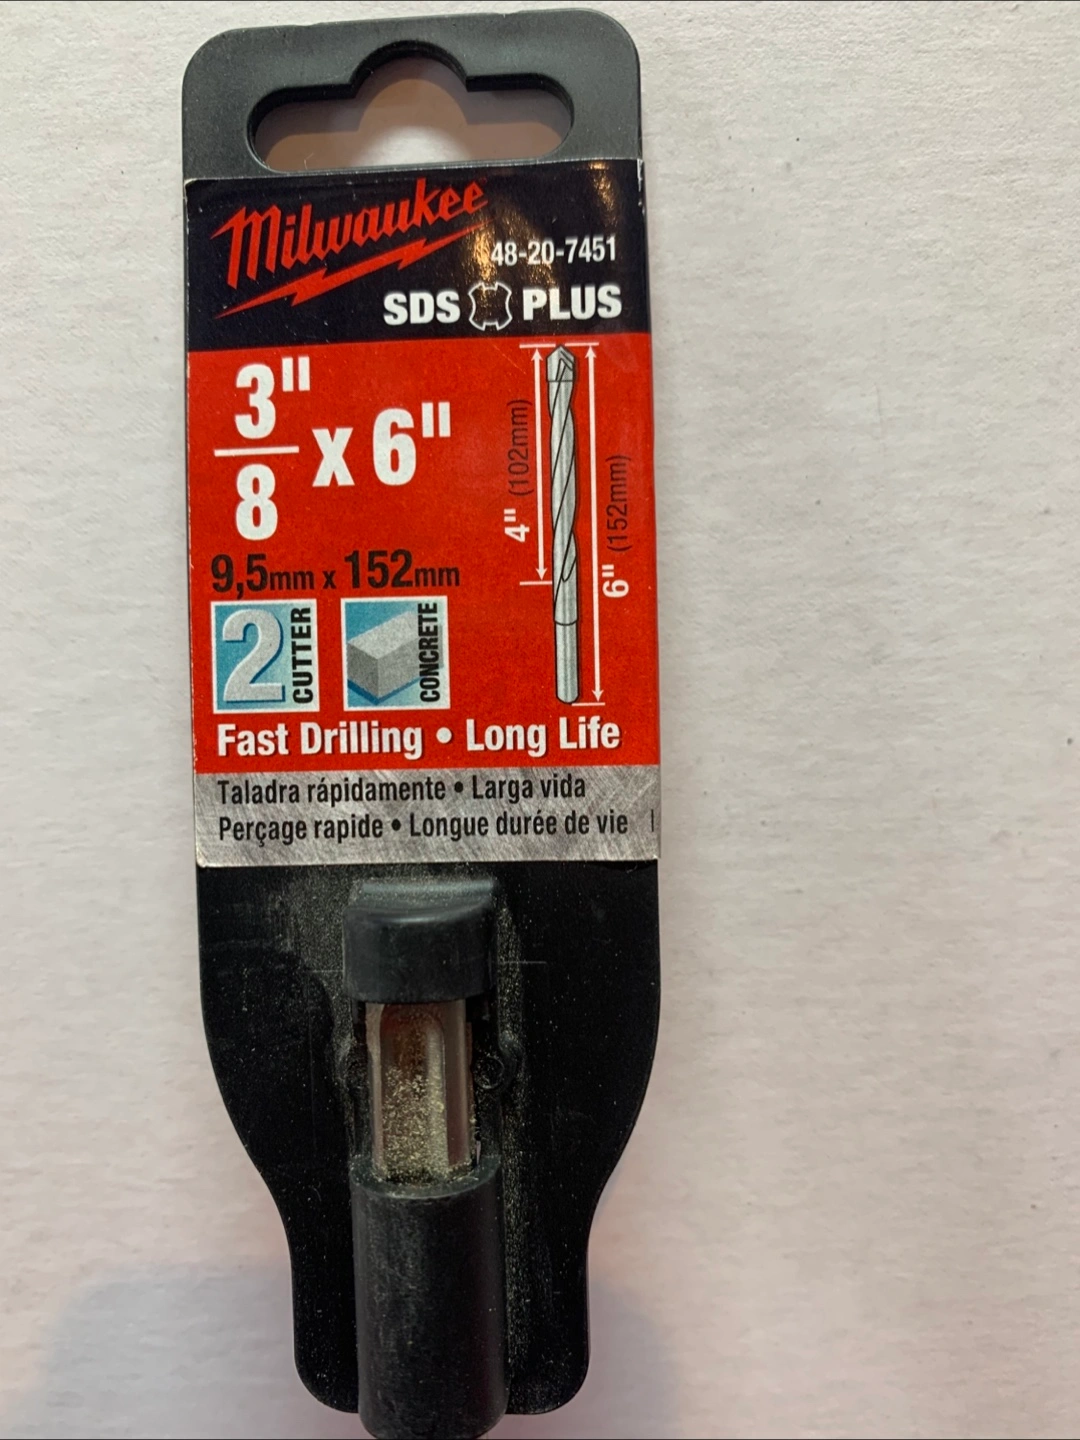 Milwaukee
48-20-7451
SDS PLUS
3"
8
x 6"
9,5mm x 152mm
4" (102mm)
6" (152mm)
2 CUTTER
CONCRETE
Fast Drilling • Long Life
Taladra rápidamente • Larga vida
Perçage rapide • Longue durée de vie